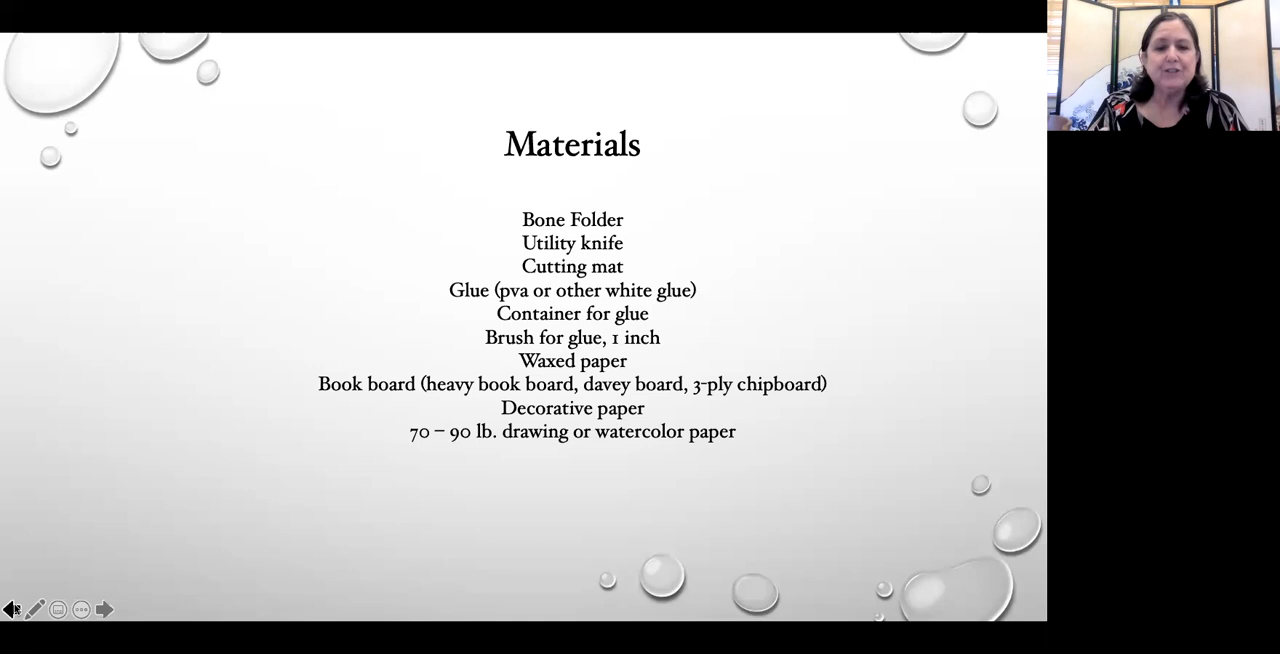 Materials
Bone Folder
Utility knife
Cutting mat
Glue (pva or other white glue)
Container for glue
Brush for glue, 1 inch
Waxed paper
Book board (heavy book board, davey board, 3-ply chipboard)
Decorative paper
70 – 90 lb. drawing or watercolor paper